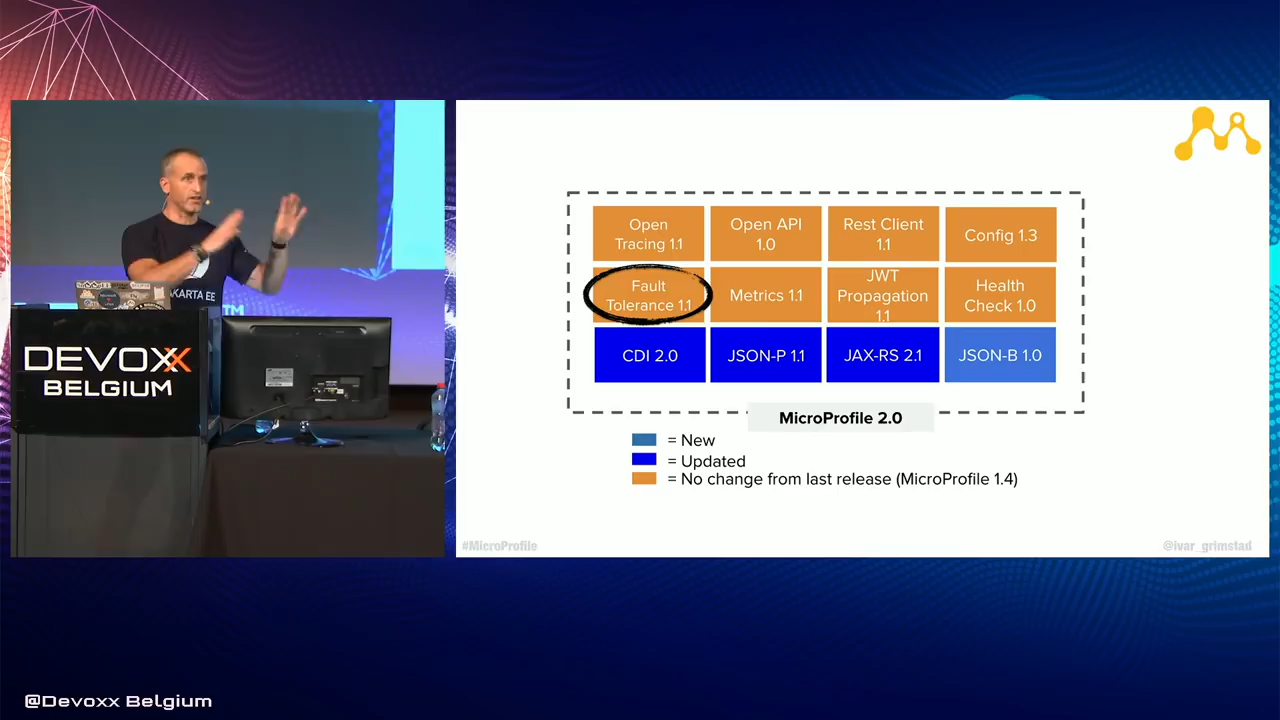 JAKARTA EE
DEVOXX
BELGIUM
Open
Tracing 1.1
Open API
1.0
Rest Client
1.1
Config 1.3
Fault
Tolerance 1.1
Metrics 1.1
JWT
Propagation
1.1
Health
Check 1.0
CDI 2.0
JSON-P 1.1
JAX-RS 2.1
JSON-B 1.0
MicroProfile 2.0
= New
= Updated
= No change from last release (MicroProfile 1.4)
#MicroProfile
@ivar_grimstad
@Devoxx Belgium